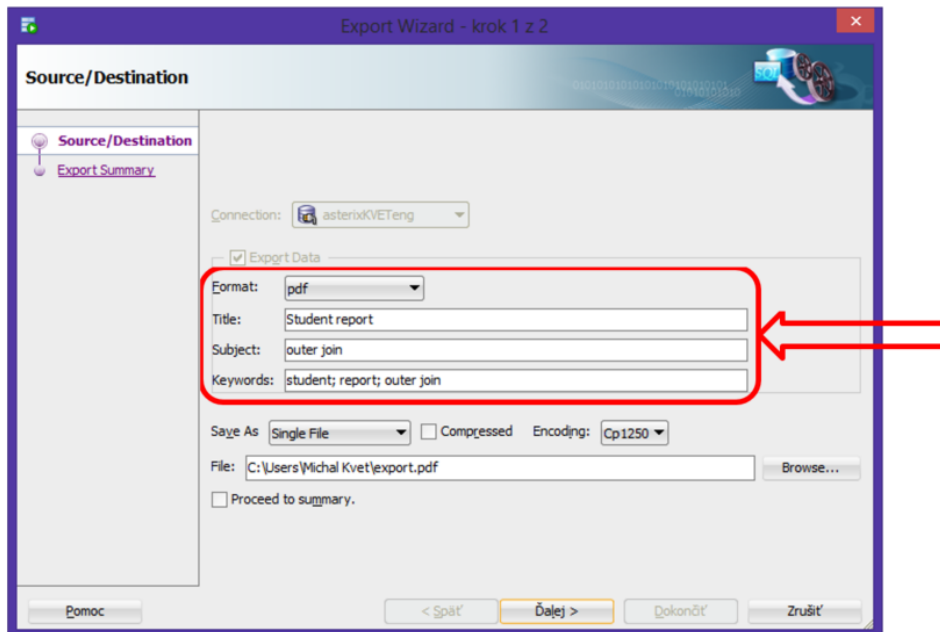 Export Wizard - krok 1 z 2
Source/Destination
SQL
Source/Destination
Export Summary
Connection: asterixKVETeng
Export Data
Format: pdf
Title: Student report
Subject: outer join
Keywords: student; report; outer join
Save As Single File Compressed Encoding: Cp1250
File: C:\Users\Michal Kvet\export.pdf Browse...
Proceed to summary.
Pomoc < Späť Ďalej > Dokončiť Zrušiť